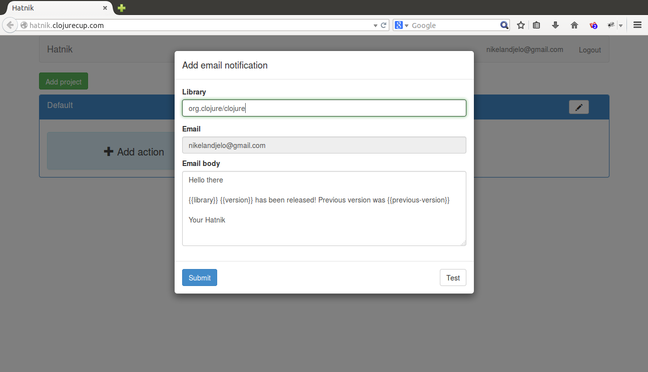 Hatnik
hatnik.clojurecup.com
Google
Hatnik
nikelandjelo@gmail.com
Logout
Add project
Default
Add action
Add email notification
Library
org.clojure/clojure
Email
nikelandjelo@gmail.com
Email body
Hello there
{{library}} {{version}} has been released! Previous version was {{previous-version}}
Your Hatnik
Submit
Test